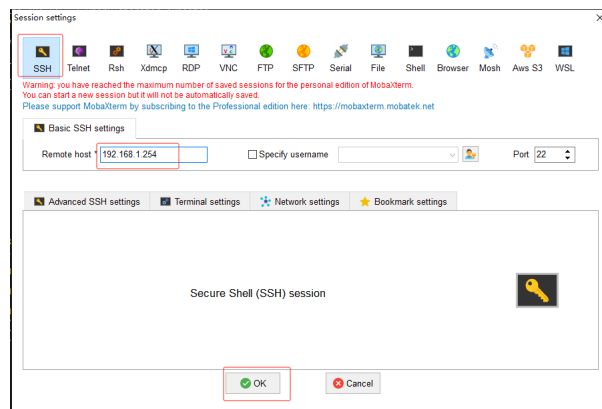 Session settings
SSH Telnet Rsh Xdmcp RDP VNC FTP SFTP Serial File Shell Browser Mosh Aws S3 WSL
Warning: you have reached the maximum number of saved sessions for the personal edition of MobaXterm.
You can start a new session but it will not be automatically saved.
Please support MobaXterm by subscribing to the Professional edition here: https://mobaxterm.mobatek.net
Basic SSH settings
Remote host * 192.168.1.254 Specify username Port 22
Advanced SSH settings Terminal settings Network settings Bookmark settings
Secure Shell (SSH) session
OK Cancel